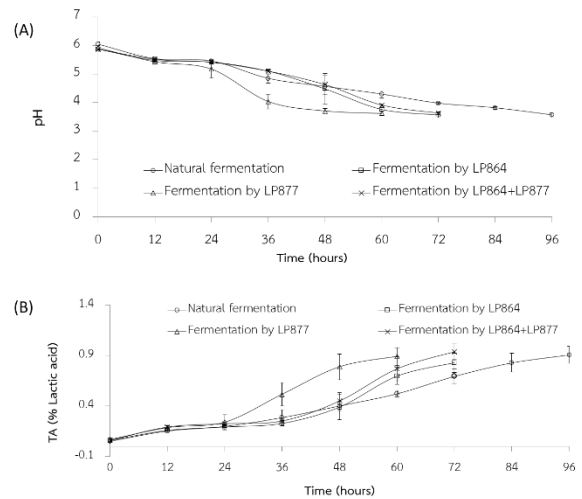 (A)
7
6
5
4
3
2
1
0
pH
Natural fermentation
Fermentation by LP864
Fermentation by LP877
Fermentation by LP864+LP877
0 12 24 36 48 60 72 84 96
Time (hours)
(B)
1.4
0.9
0.4
-0.1
TA (% Lactic acid)
Natural fermentation
Fermentation by LP864
Fermentation by LP877
Fermentation by LP864+LP877
0 12 24 36 48 60 72 84 96
Time (hours)